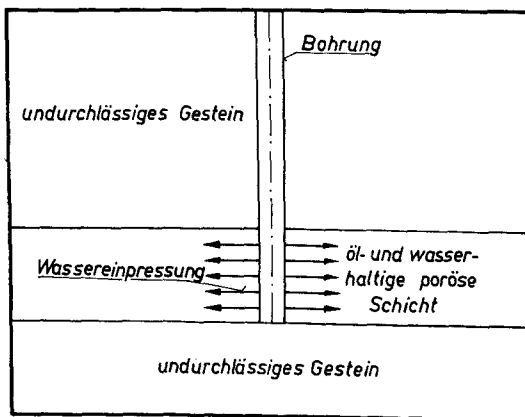 Bohrung
undurchlässiges Gestein
Wassereinpressung
öl- und wasser-
haltige poröse
Schicht
undurchlässiges Gestein